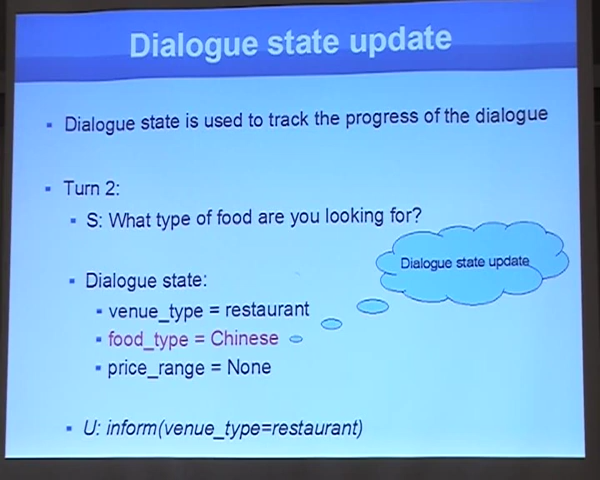 Dialogue state update
Dialogue state is used to track the progress of the dialogue
Turn 2:
S: What type of food are you looking for?
Dialogue state update
Dialogue state:
venue_type = restaurant
food_type = Chinese
price_range = None
U: inform(venue_type=restaurant)